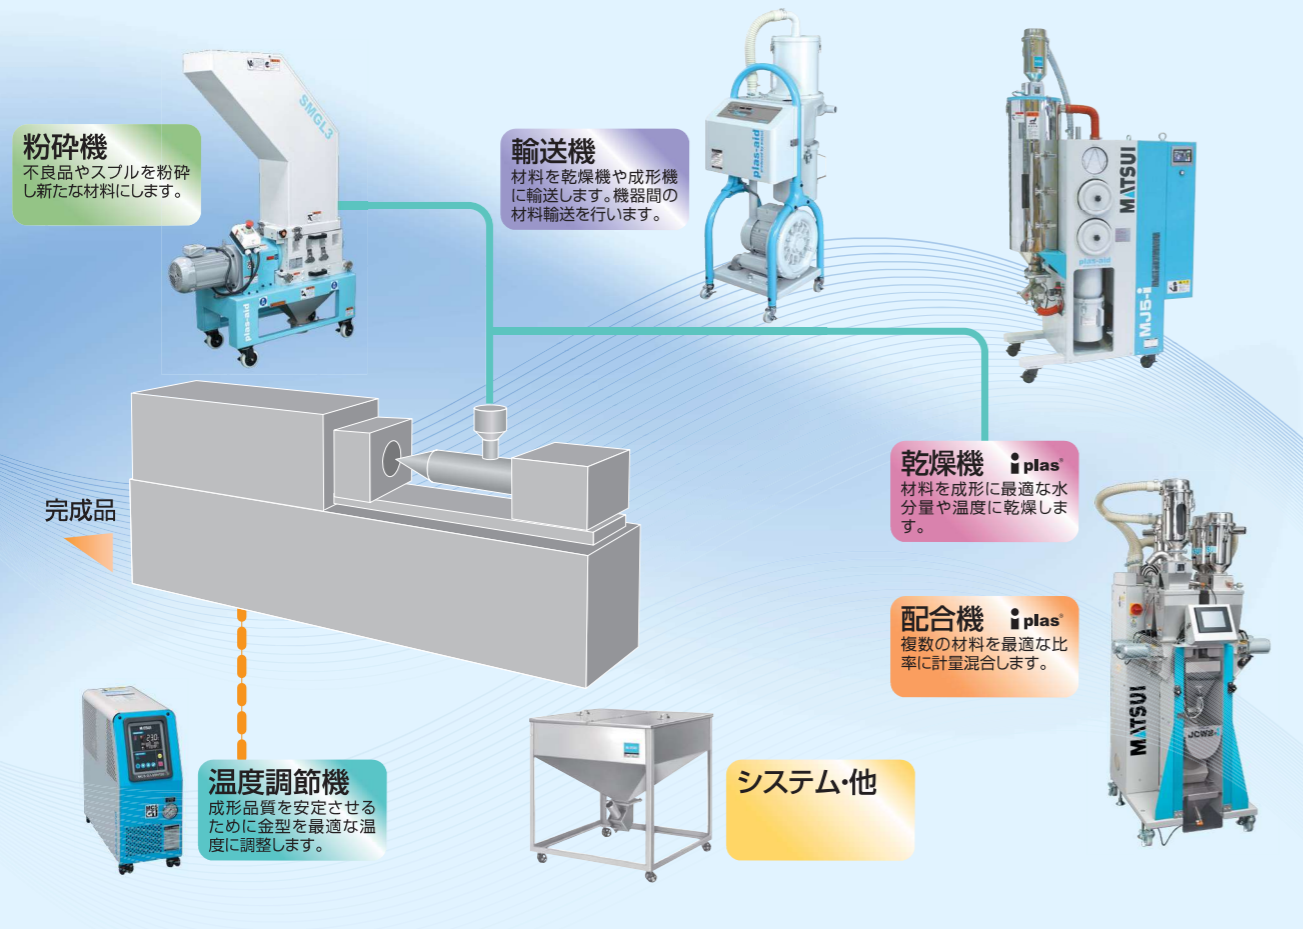 SMGL3
粉砕機
不良品やスプルを粉砕
し新たな材料にします。
plas-aid
輸送機
材料を乾燥機や成形機
に輸送します。機器間の
材料輸送を行います。
plas-aid
MATSUI
plas-aid
MJ5-i
乾燥機 i plas®
材料を成形に最適な水
分量や温度に乾燥しま
す。
完成品
配合機 i plas®
複数の材料を最適な比
率に計量混合します。
MATSUI
温度調節機
成形品質を安定させる
ために金型を最適な温
度に調整します。
システム・他